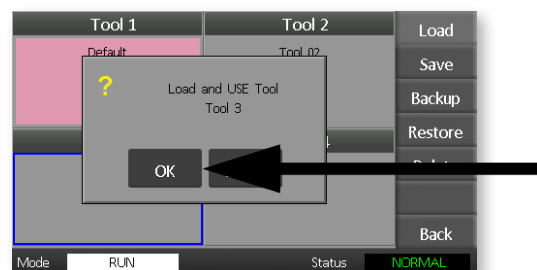 Tool 1
Tool 2
Load
Default
Tool 02
Save
?
Load and USE Tool
Tool 3
Backup
Restore
OK
Back
Mode
RUN
Status
NORMAL